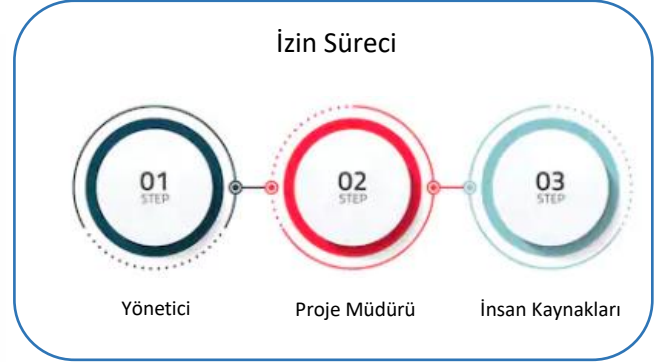 İzin Süreci
01
STEP
02
STEP
03
STEP
Yönetici
Proje Müdürü
İnsan Kaynakları